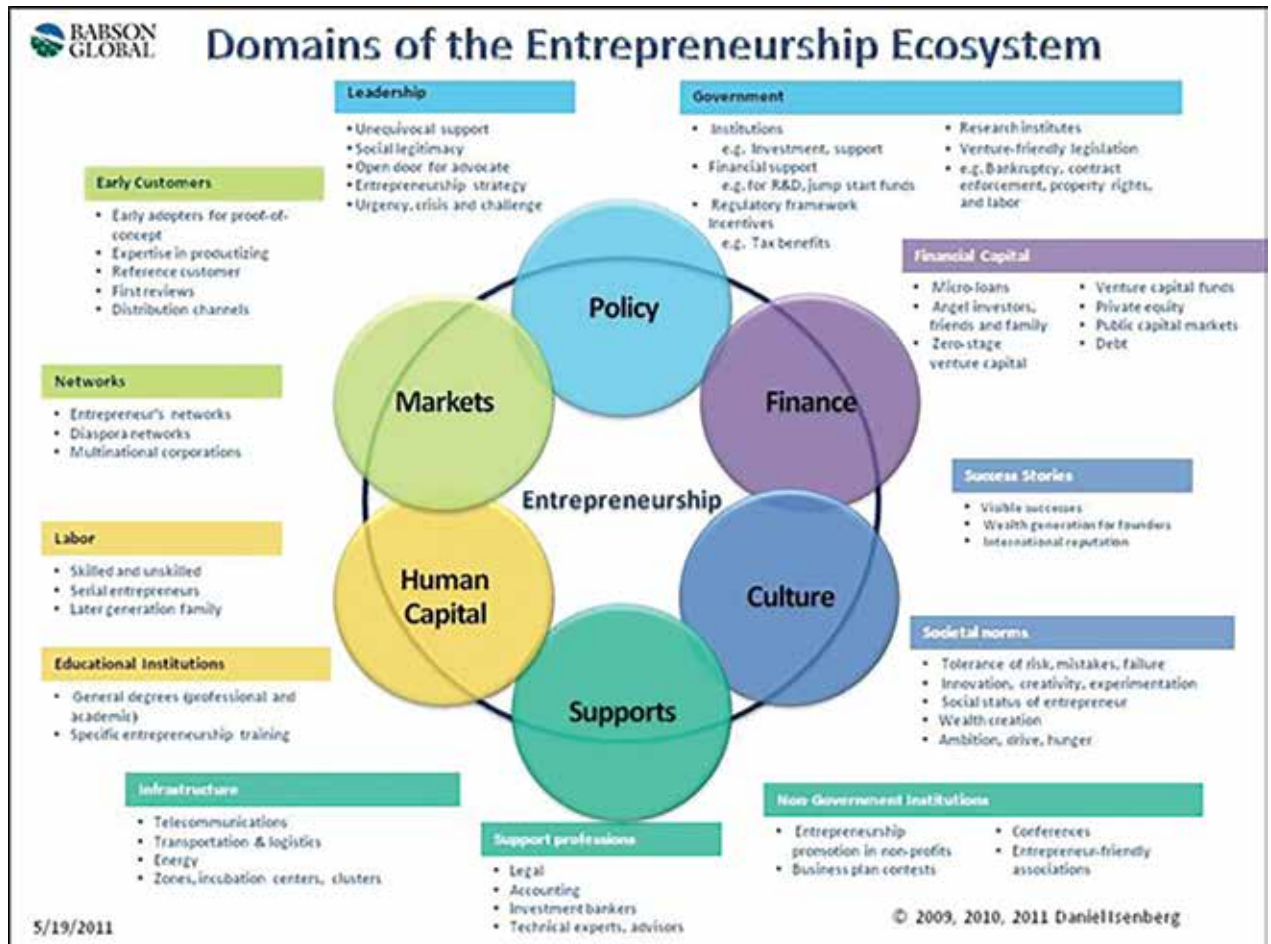 BABSON
GLOBAL
Domains of the Entrepreneurship Ecosystem
Leadership
• Unequivocal support
• Social legitimacy
• Open door for advocate
• Entrepreneurship strategy
• Urgency, crisis and challenge
Government
• Institutions
e.g. Investment, support
• Financial support
e.g. for R&D, jump start funds
• Regulatory framework
Incentives
e.g. Tax benefits
• Research institutes
• Venture-friendly legislation
• e.g. Bankruptcy, contract
enforcement, property rights,
and labor
Early Customers
• Early adopters for proof-of-
concept
• Expertise in productizing
• Reference customer
• First reviews
• Distribution channels
Financial Capital
• Micro-loans
• Angel investors,
friends and family
• Zero-stage
venture capital
• Venture capital funds
• Private equity
• Public capital markets
• Debt
Networks
• Entrepreneur's networks
• Diaspora networks
• Multinational corporations
Policy
Markets
Finance
Entrepreneurship
Human
Capital
Culture
Supports
Success Stories
• Visible successes
• Wealth generation for founders
• International reputation
Labor
• Skilled and unskilled
• Serial entrepreneurs
• Later generation family
Societal norms
• Tolerance of risk, mistakes, failure
• Innovation, creativity, experimentation
• Social status of entrepreneur
• Wealth creation
• Ambition, drive, hunger
Educational Institutions
• General degrees (professional and
academic)
• Specific entrepreneurship training
Infrastructure
• Telecommunications
• Transportation & logistics
• Energy
• Zones, incubation centers, clusters
Support professions
• Legal
• Accounting
• Investment bankers
• Technical experts, advisors
Non-Government Institutions
• Entrepreneurship
promotion in non-profits
• Business plan contests
• Conferences
• Entrepreneur-friendly
associations
5/19/2011
© 2009, 2010, 2011 Daniel Isenberg